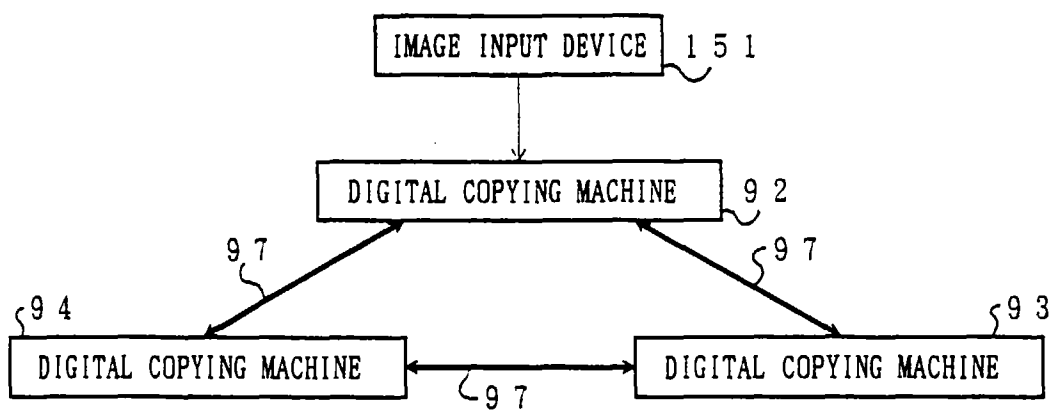 IMAGE INPUT DEVICE
151
DIGITAL COPYING MACHINE
92
97
97
94
93
DIGITAL COPYING MACHINE
DIGITAL COPYING MACHINE
97